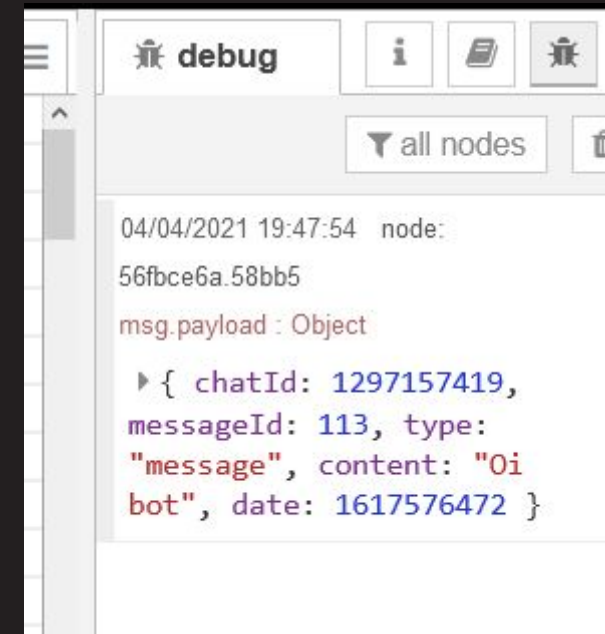 debug
i
all nodes
04/04/2021 19:47:54 node:
56fbce6a.58bb5
msg.payload : Object
{ chatId: 1297157419,
messageId: 113, type:
"message", content: "Oi
bot", date: 1617576472 }